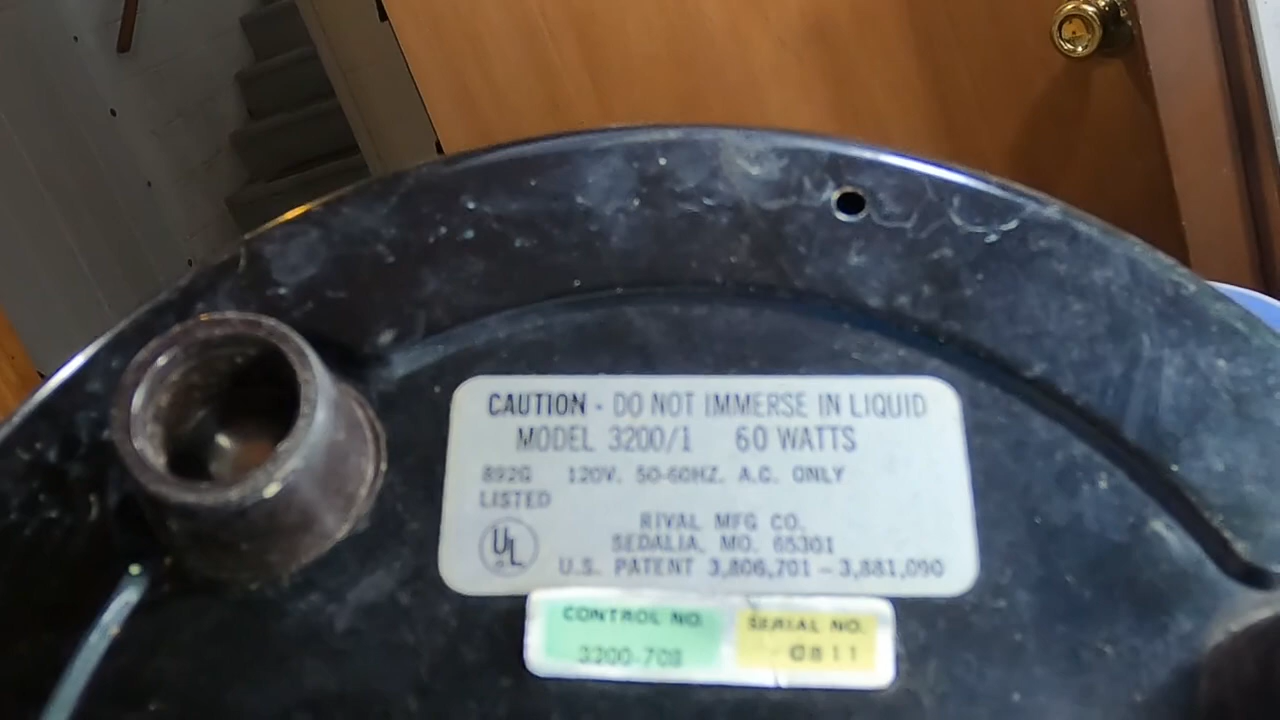 CAUTION - DO NOT IMMERSE IN LIQUID
MODEL 3200/1 60 WATTS
892G 120V. 50-60HZ. A.C. ONLY
LISTED
UL
RIVAL MFG CO.
SEDALIA, MO. 65301
U.S. PATENT 3,806,701 – 3,881,090
CONTROL NO. SERIAL NO.
3200-708 0811